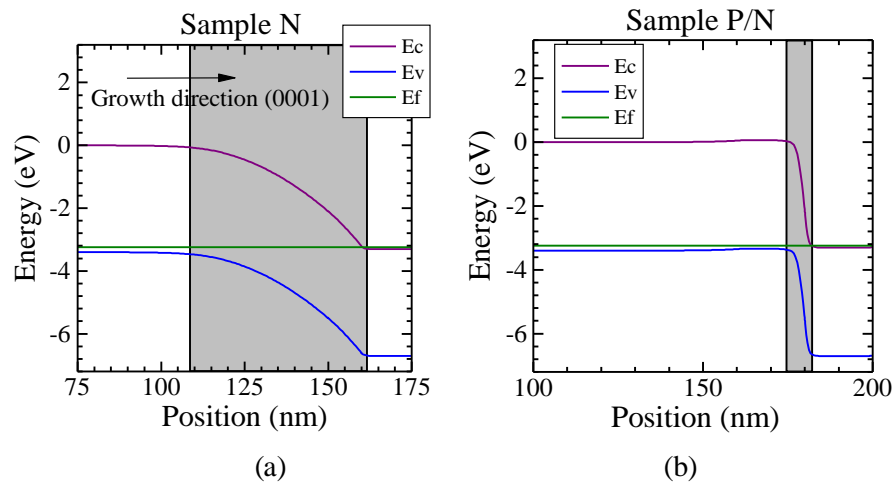 Sample N
Sample P/N
Ec
Ev
Ef
Growth direction (0001)
Ec
Ev
Ef
Energy (eV)
2
0
-2
-4
-6
75 100 125 150 175
Position (nm)
Energy (eV)
2
0
-2
-4
-6
100 150 200
Position (nm)
(a)
(b)